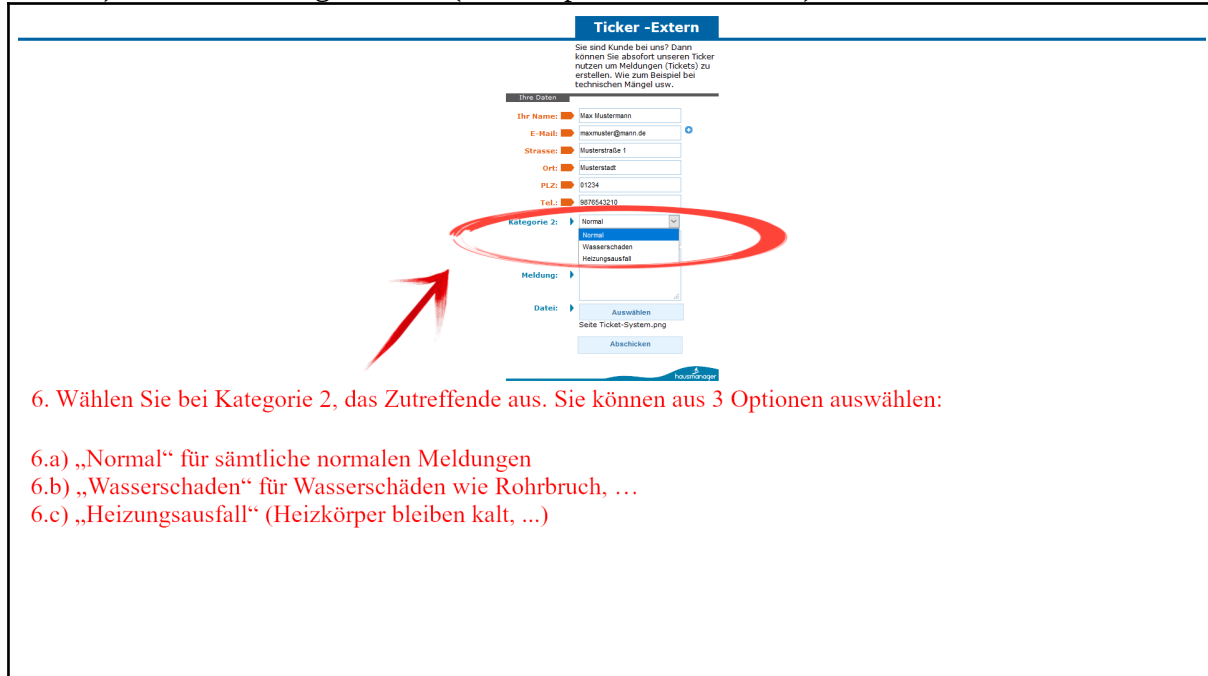 Ticker -Extern
Sie sind Kunde bei uns? Dann
können Sie absofort unseren Ticker
nutzen um Meldungen (Tickets) zu
erstellen. Wie zum Beispiel bei
technischen Mängel usw.
Ihre Daten
Ihr Name: Max Mustermann
E-Mail: maxmuster@mann.de
Strasse: Musterstraße 1
Ort: Musterstadt
PLZ: 01234
Tel.: 9876543210
Kategorie 2: Normal
Normal
Wasserschaden
Heizungsausfall
Meldung:
Datei: Auswählen
Seite Ticket-System.png
Abschicken
hausmanager
6. Wählen Sie bei Kategorie 2, das Zutreffende aus. Sie können aus 3 Optionen auswählen:
6.a) „Normal“ für sämtliche normalen Meldungen
6.b) „Wasserschaden“ für Wasserschäden wie Rohrbruch, …
6.c) „Heizungsausfall“ (Heizkörper bleiben kalt, ...)